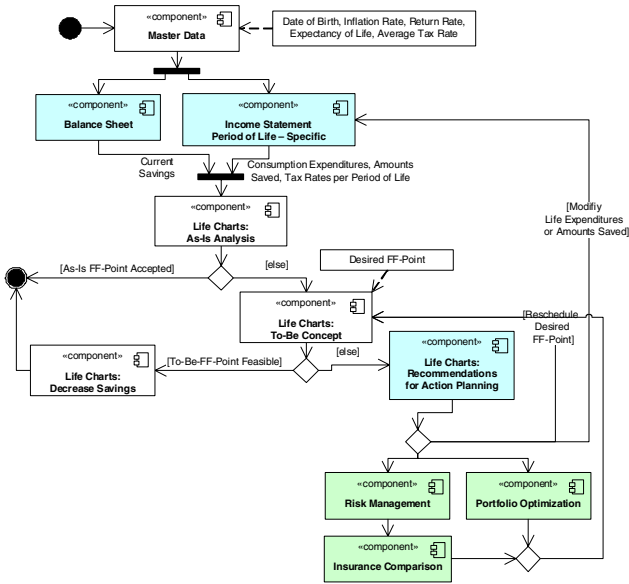 «component»
Master Data
Date of Birth, Inflation Rate, Return Rate,
Expectancy of Life, Average Tax Rate
«component»
Balance Sheet
«component»
Income Statement
Period of Life – Specific
Current
Savings
Consumption Expenditures, Amounts
Saved, Tax Rates per Period of Life
«component»
Life Charts:
As-Is Analysis
[Modifiy
Life Expenditures
or Amounts Saved]
[As-Is FF-Point Accepted]
[else]
Desired FF-Point
«component»
Life Charts:
To-Be Concept
[Reschedule
Desired
FF-Point]
«component»
Life Charts:
Decrease Savings
[To-Be-FF-Point Feasible]
[else]
«component»
Life Charts:
Recommendations
for Action Planning
«component»
Risk Management
«component»
Portfolio Optimization
«component»
Insurance Comparison